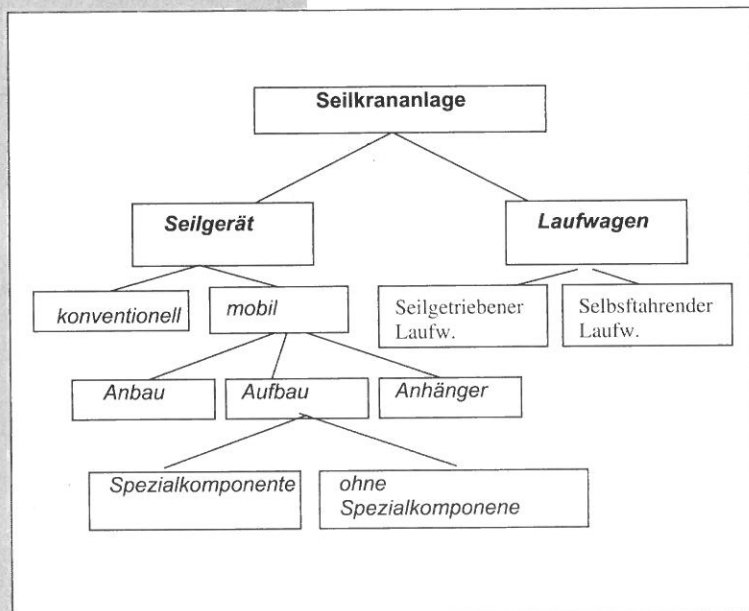 Seilkrananlage
Seilgerät
Laufwagen
konventionell
mobil
Seilgetriebener
Laufw.
Selbsftahrender
Laufw.
Anbau
Aufbau
Anhänger
Spezialkomponente
ohne
Spezialkomponene